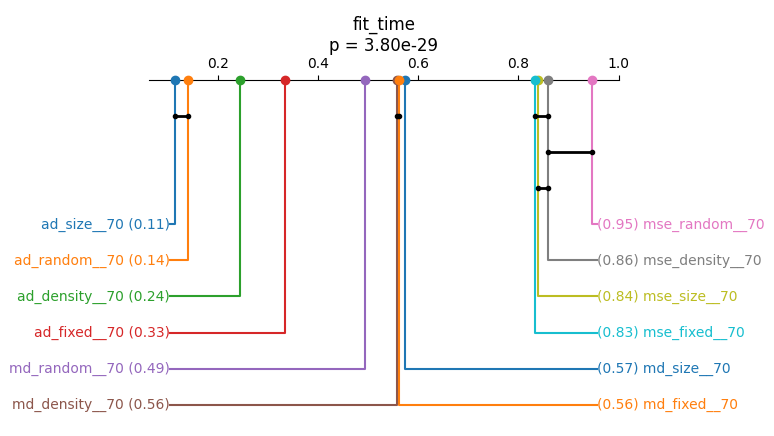 fit_time
p = 3.80e-29
0.2 0.4 0.6 0.8 1.0
ad_size__70 (0.11) (0.95) mse_random__70
ad_random__70 (0.14) (0.86) mse_density__70
ad_density__70 (0.24) (0.84) mse_size__70
ad_fixed__70 (0.33) (0.83) mse_fixed__70
md_random__70 (0.49) (0.57) md_size__70
md_density__70 (0.56) (0.56) md_fixed__70